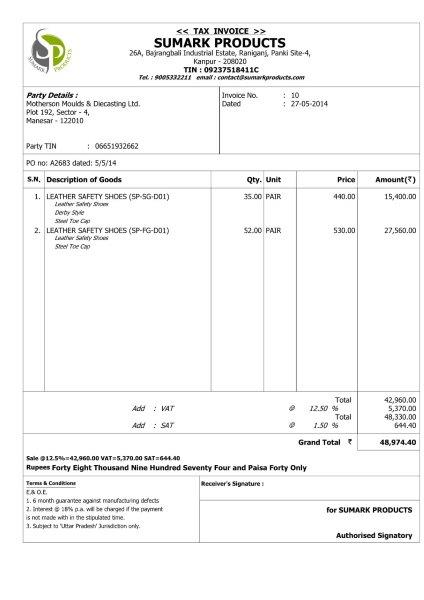 SUMARK PRODUCTS
SP
<< TAX INVOICE >>
SUMARK PRODUCTS
26A, Bajrangbali Industrial Estate, Raniganj, Panki Site-4,
Kanpur - 208020
TIN : 09237518411C
Tel. : 9005332211 email : contact@sumarkproducts.com
Party Details :
Motherson Moulds & Diecasting Ltd.
Plot 192, Sector - 4,
Manesar - 122010
Party TIN : 06651932662
Invoice No. : 10
Dated : 27-05-2014
PO no: A2683 dated: 5/5/14
S.N. Description of Goods Qty. Unit Price Amount(₹)
1. LEATHER SAFETY SHOES (SP-SG-D01) 35.00 PAIR 440.00 15,400.00
Leather Safety Shoes
Derby Style
Steel Toe Cap
2. LEATHER SAFETY SHOES (SP-FG-D01) 52.00 PAIR 530.00 27,560.00
Leather Safety Shoes
Steel Toe Cap
Total 42,960.00
Add : VAT @ 12.50 % 5,370.00
Total 48,330.00
Add : SAT @ 1.50 % 644.40
Grand Total ₹ 48,974.40
Sale @12.5%=42,960.00 VAT=5,370.00 SAT=644.40
Rupees Forty Eight Thousand Nine Hundred Seventy Four and Paisa Forty Only
Terms & Conditions
E.& O.E.
1. 6 month guarantee against manufacturing defects
2. Interest @ 18% p.a. will be charged if the payment
is not made with in the stipulated time.
3. Subject to 'Uttar Pradesh' Jurisdiction only.
Receiver's Signature :
for SUMARK PRODUCTS
Authorised Signatory